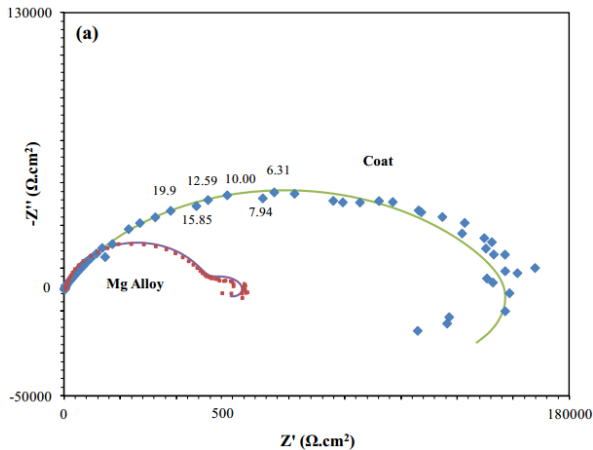 130000
(a)
-Z'' (Ω.cm²)
6.31
12.59
10.00
19.9
15.85
7.94
Coat
0
Mg Alloy
-50000
0
500
180000
Z' (Ω.cm²)